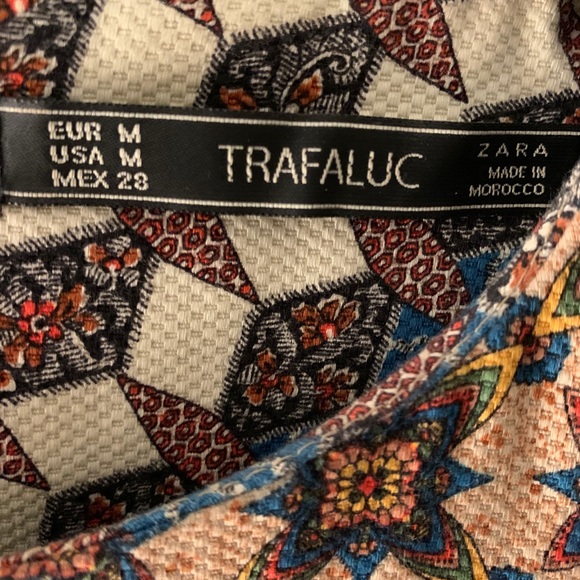 EUR M
USA M
MEX 28
TRAFALUC
ZARA
MADE IN
MOROCCO